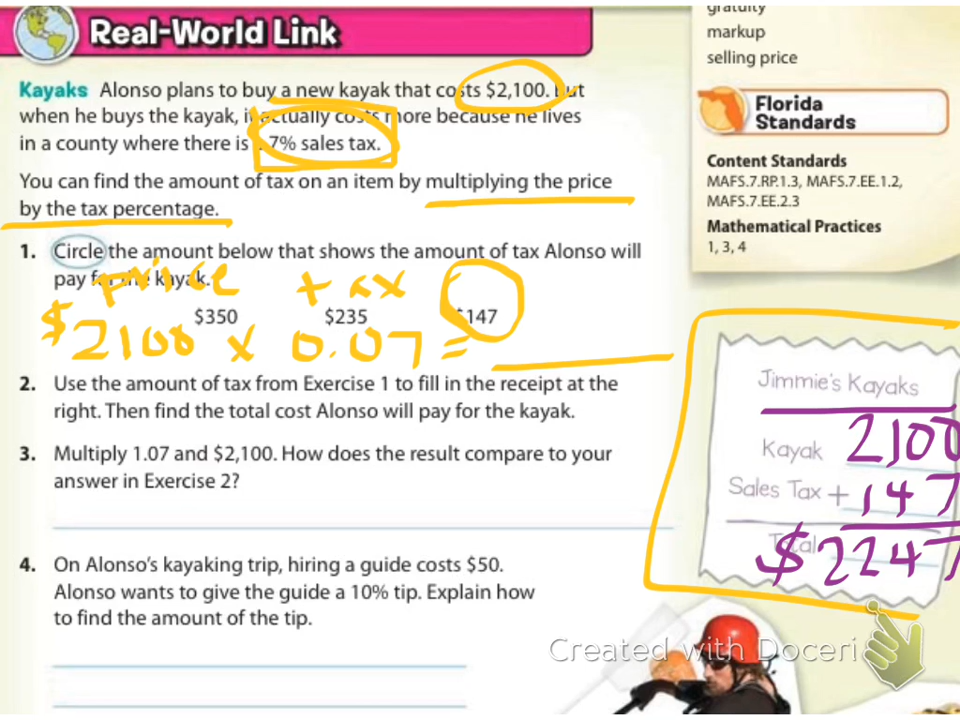 Real-World Link
Kayaks Alonso plans to buy a new kayak that costs $2,100. But
when he buys the kayak, it actually costs more because he lives
in a county where there is 7% sales tax.
You can find the amount of tax on an item by multiplying the price
by the tax percentage.
1. Circle the amount below that shows the amount of tax Alonso will
pay for the kayak.
price tax
$350 $235 $147
$2100 x 0.07 =
2. Use the amount of tax from Exercise 1 to fill in the receipt at the
right. Then find the total cost Alonso will pay for the kayak.
3. Multiply 1.07 and $2,100. How does the result compare to your
answer in Exercise 2?
4. On Alonso's kayaking trip, hiring a guide costs $50.
Alonso wants to give the guide a 10% tip. Explain how
to find the amount of the tip.
gratuity
markup
selling price
Florida
Standards
Content Standards
MAFS.7.RP.1.3, MAFS.7.EE.1.2,
MAFS.7.EE.2.3
Mathematical Practices
1, 3, 4
Jimmie's Kayaks
Kayak 2100
Sales Tax + 147
Total $2247
Created with Doceri